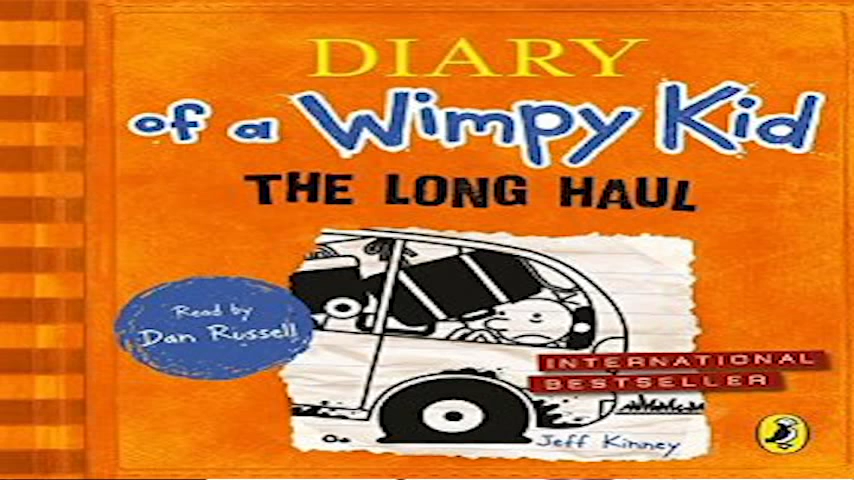 DIARY
of a Wimpy Kid
THE LONG HAUL
Read by
Dan Russell
INTERNATIONAL
BESTSELLER
Jeff Kinney